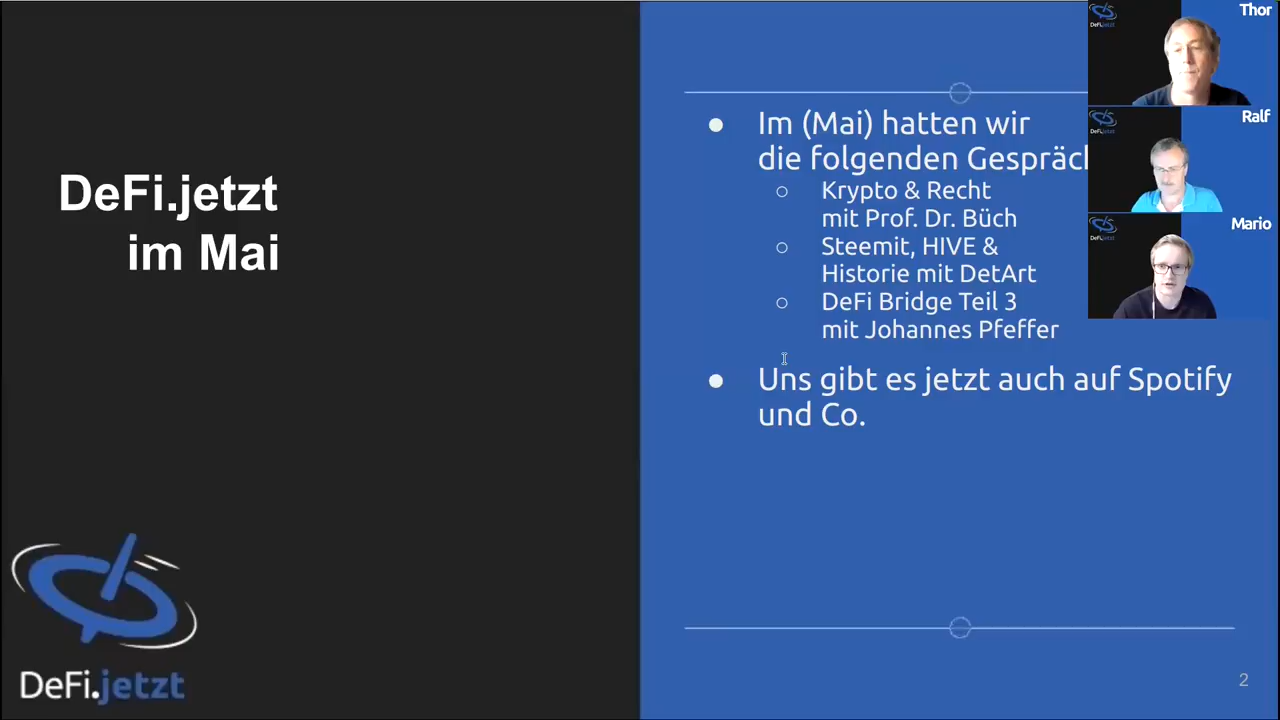 DeFi.jetzt
im Mai
Im (Mai) hatten wir
die folgenden
Krypto & Recht
mit Prof. Dr. Büch
Steemit, HIVE &
Historie mit DetArt
DeFi Bridge Teil 3
mit Johannes Pfeffer
Uns gibt es jetzt auch auf Spotify
und Co.
Thor
Ralf
Mario
DeFi.jetzt
2